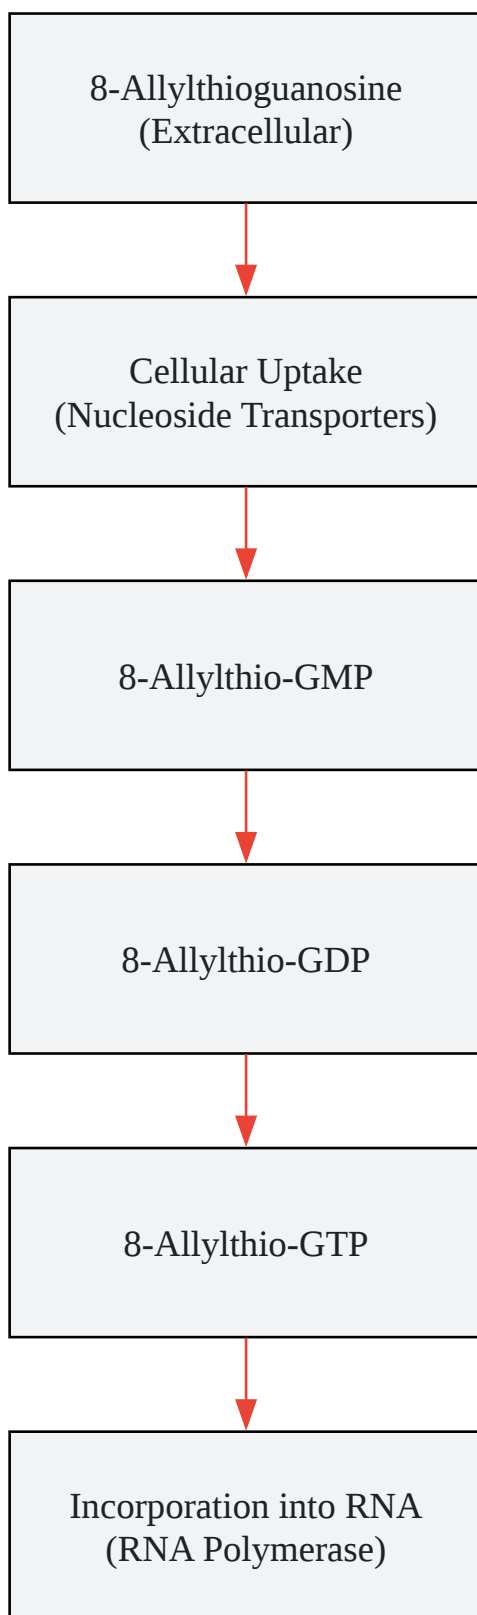 8-Allylthioguanosine
(Extracellular)
Cellular Uptake
(Nucleoside Transporters)
8-Allylthio-GMP
8-Allylthio-GDP
8-Allylthio-GTP
Incorporation into RNA
(RNA Polymerase)